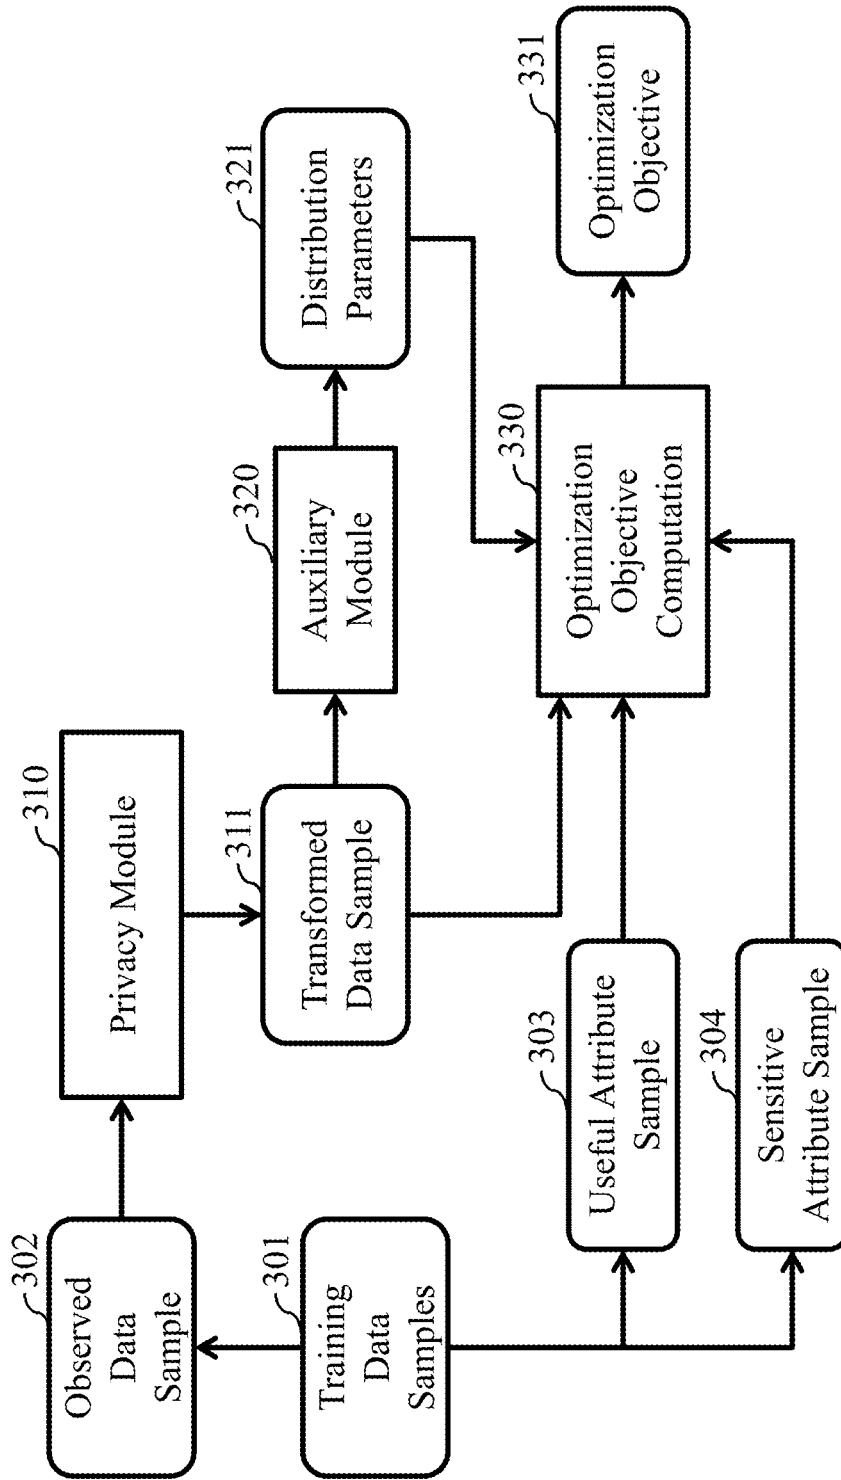 302
Observed
Data
Sample
301
Training
Data
Samples
310
Privacy Module
311
Transformed
Data Sample
320
Auxiliary
Module
321
Distribution
Parameters
303
Useful Attribute
Sample
304
Sensitive
Attribute Sample
330
Optimization
Objective
Computation
331
Optimization
Objective